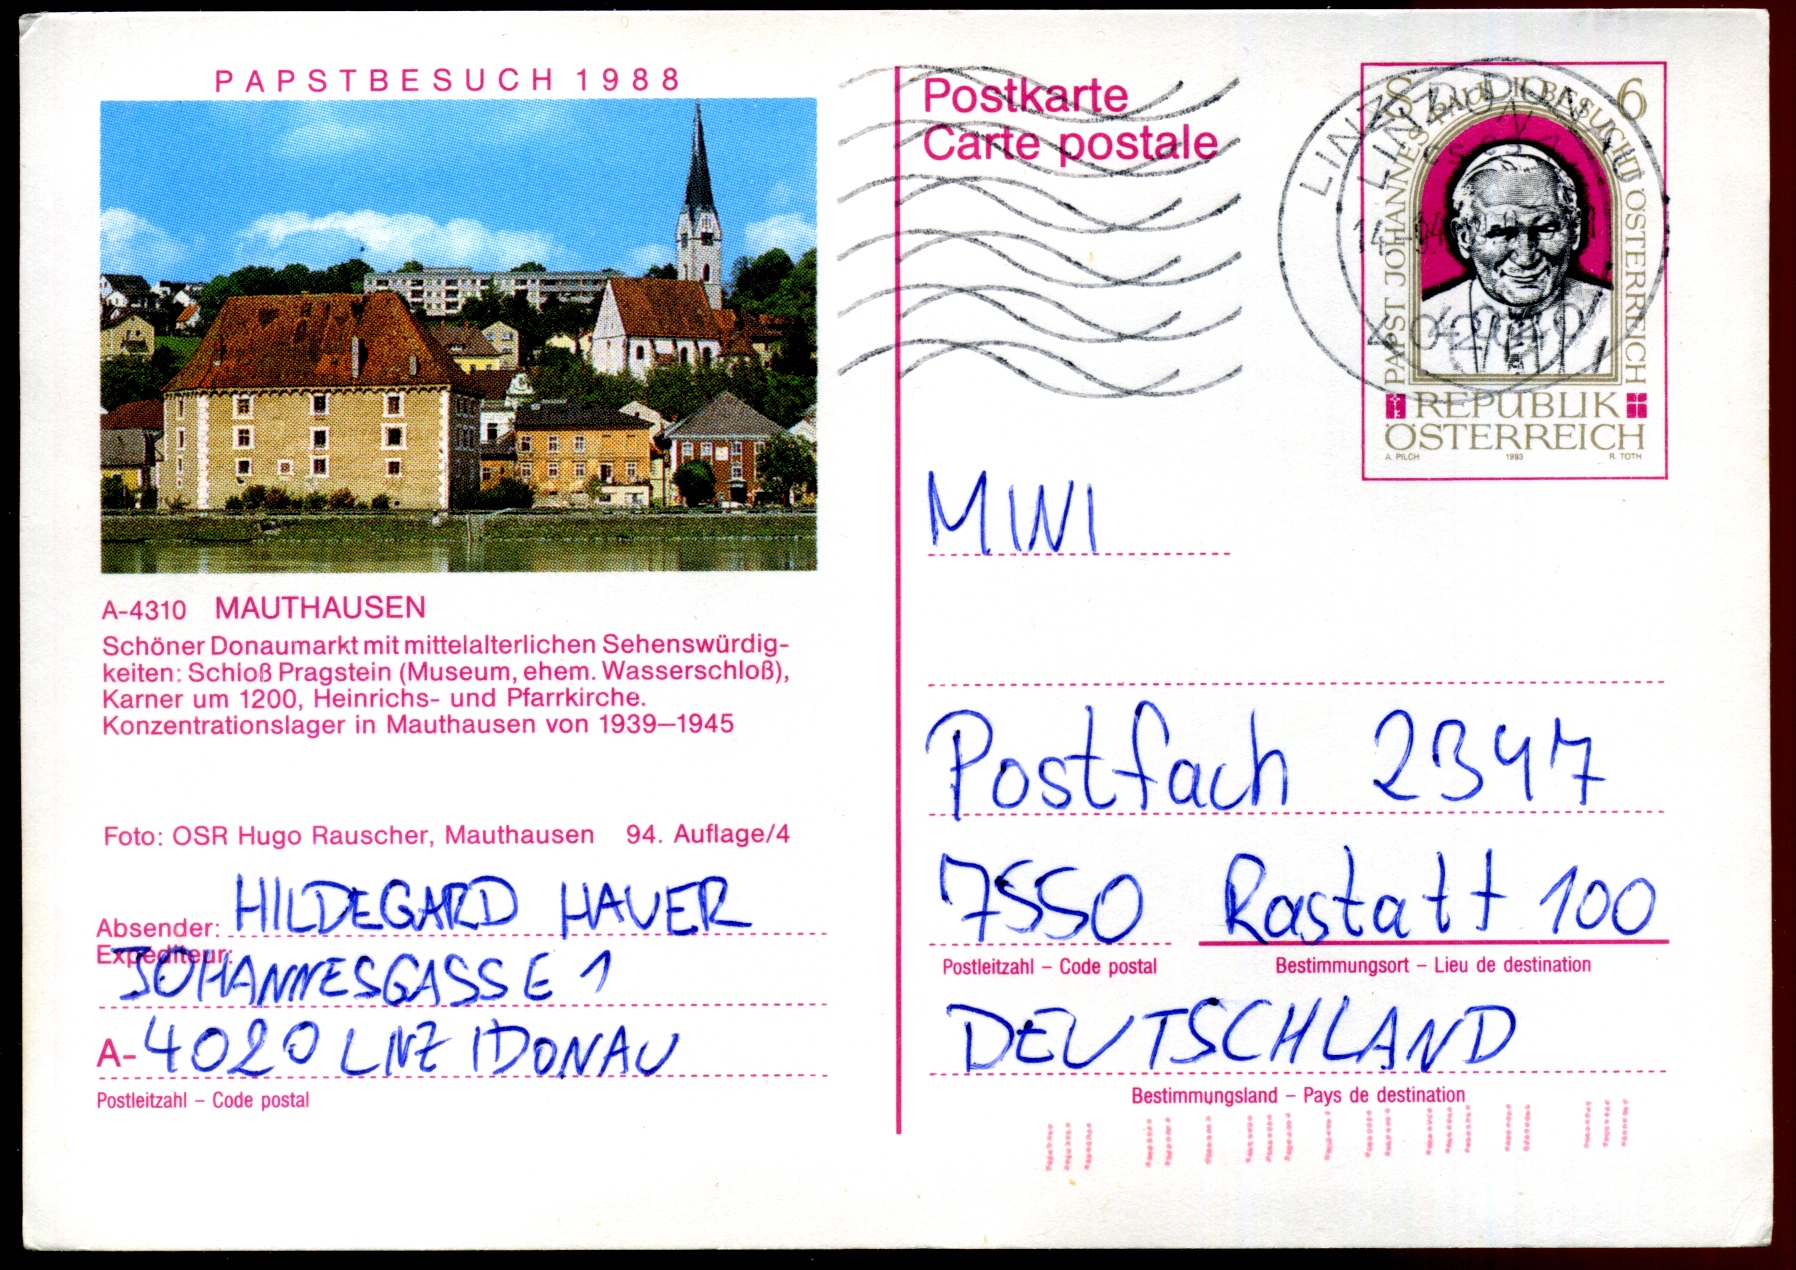 PAPSTBESUCH 1988
A-4310 MAUTHAUSEN
Schöner Donaumarkt mit mittelalterlichen Sehenswürdig-
keiten: Schloß Pragstein (Museum, ehem. Wasserschloß),
Karner um 1200, Heinrichs- und Pfarrkirche.
Konzentrationslager in Mauthausen von 1939—1945
Foto: OSR Hugo Rauscher, Mauthausen 94. Auflage/4
Absender: HILDEGARD HAUER
Expéditeur:
JOHANNESGASSE 1
A-4020 LINZ/DONAU
Postleitzahl – Code postal
Postkarte
Carte postale
S 6
PAPST JOHANNES PAUL II. BESUCHT ÖSTERREICH
REPUBLIK
ÖSTERREICH
A. PILCH 1993 R. TOTH
LINZ
LINZ
MINI
Postfach 2347
7550 Rastatt 100
Postleitzahl – Code postal Bestimmungsort – Lieu de destination
DEUTSCHLAND
Bestimmungsland – Pays de destination